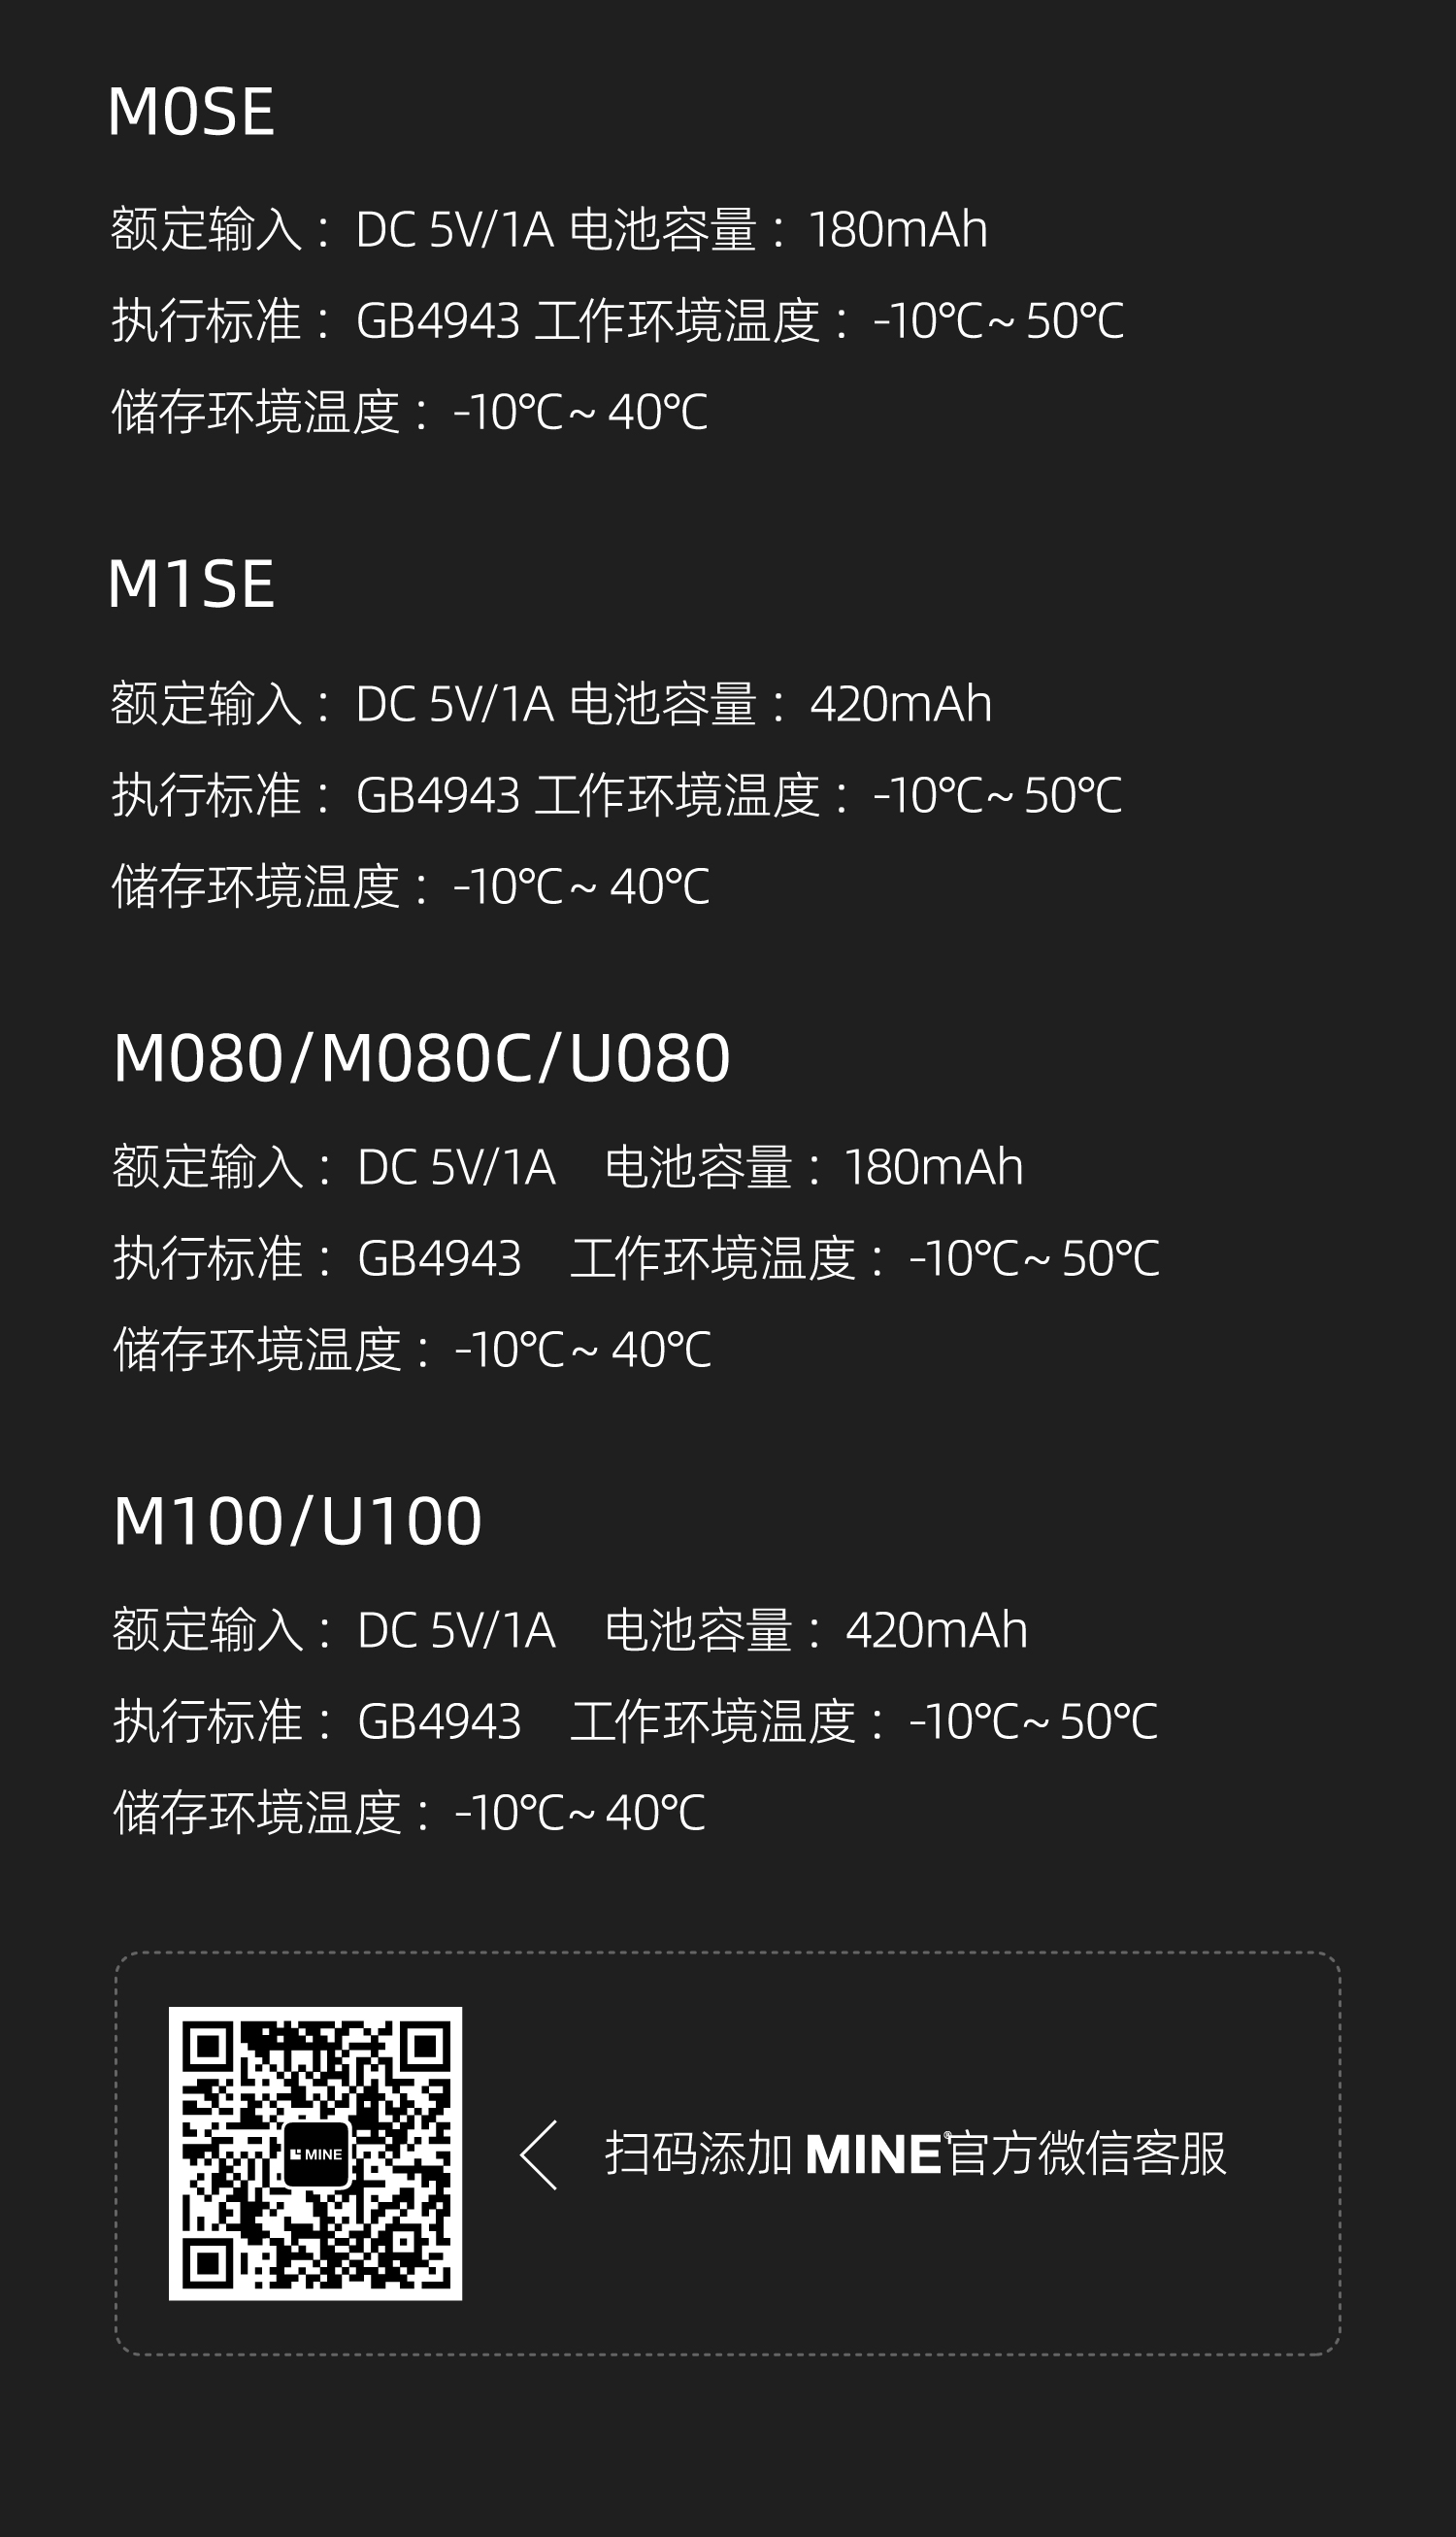 M0SE
额定输入：DC 5V/1A 电池容量：180mAh
执行标准：GB4943 工作环境温度：-10℃~ 50℃
储存环境温度：-10℃~ 40℃
M1SE
额定输入：DC 5V/1A 电池容量：420mAh
执行标准：GB4943 工作环境温度：-10℃~ 50℃
储存环境温度：-10℃~ 40℃
M080/M080C/U080
额定输入：DC 5V/1A 电池容量：180mAh
执行标准：GB4943 工作环境温度：-10℃~ 50℃
储存环境温度：-10℃~ 40℃
M100/U100
额定输入：DC 5V/1A 电池容量：420mAh
执行标准：GB4943 工作环境温度：-10℃~ 50℃
储存环境温度：-10℃~ 40℃
MINE
扫码添加 MINE®官方微信客服